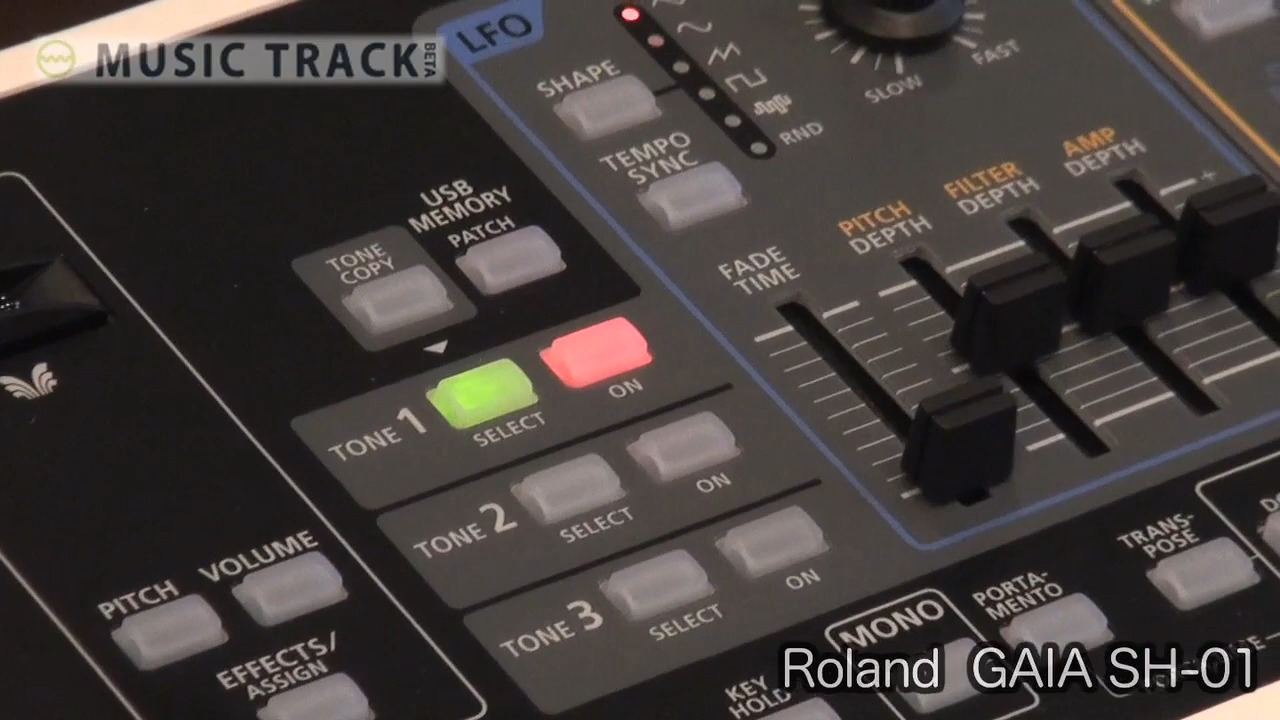 MUSIC TRACK BETA
LFO
SHAPE
TEMPO
SYNC
RND
SLOW
FAST
USB
MEMORY
PATCH
TONE
COPY
FADE
TIME
PITCH
DEPTH
FILTER
DEPTH
AMP
DEPTH
+
TONE 1
SELECT
ON
TONE 2
SELECT
ON
TONE 3
SELECT
ON
PITCH
VOLUME
EFFECTS/
ASSIGN
KEY
HOLD
MONO
PORTA-
MENTO
TRANS-
POSE
Roland GAIA SH-01